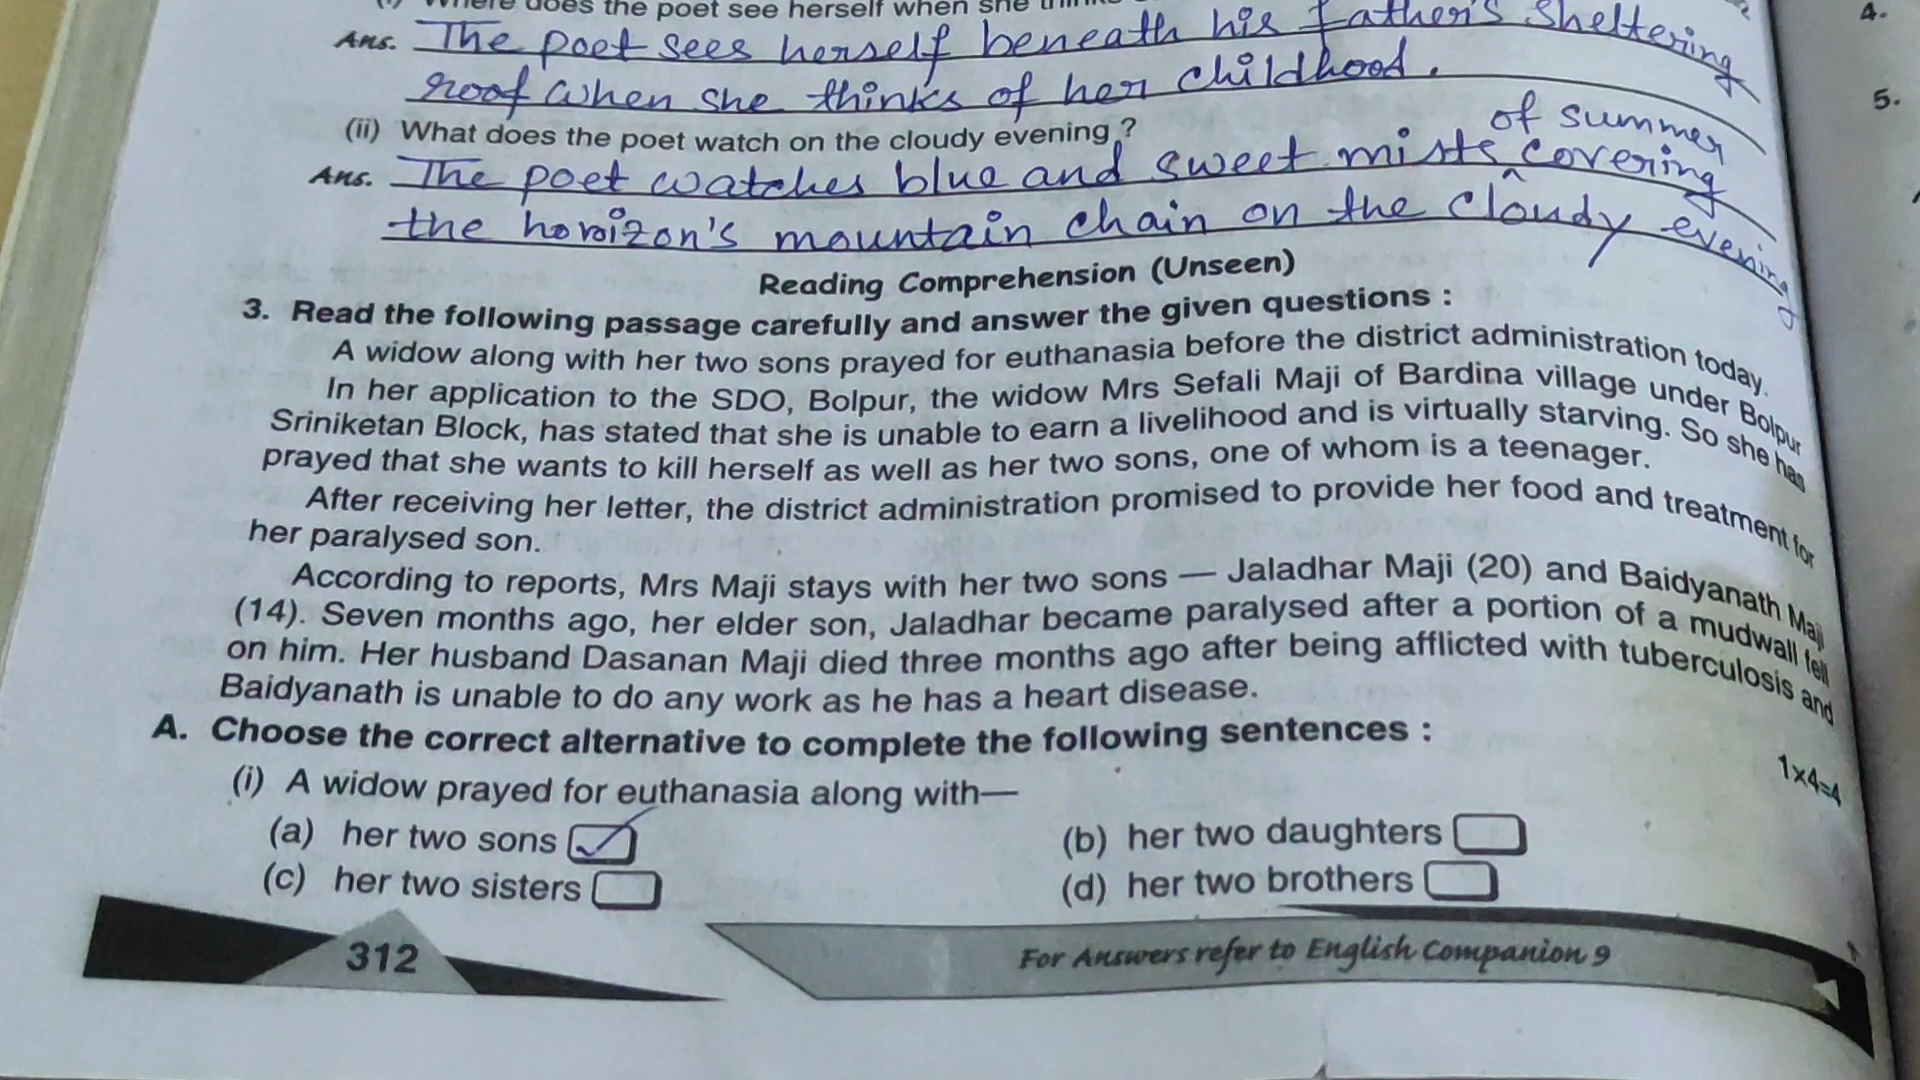 does the poet see herself when she
Ans. The poet sees herself beneath his father's sheltering
roof when she thinks of her childhood.
(ii) What does the poet watch on the cloudy evening ?
of summer
Ans. The poet watches blue and sweet mists ^ covering
the horizon's mountain chain on the cloudy evening
Reading Comprehension (Unseen)
3. Read the following passage carefully and answer the given questions :
A widow along with her two sons prayed for euthanasia before the district administration today.
In her application to the SDO, Bolpur, the widow Mrs Sefali Maji of Bardina village under Bolpur
Sriniketan Block, has stated that she is unable to earn a livelihood and is virtually starving. So she has
prayed that she wants to kill herself as well as her two sons, one of whom is a teenager.
After receiving her letter, the district administration promised to provide her food and treatment for
her paralysed son.
According to reports, Mrs Maji stays with her two sons — Jaladhar Maji (20) and Baidyanath Maji
(14). Seven months ago, her elder son, Jaladhar became paralysed after a portion of a mudwall fell
on him. Her husband Dasanan Maji died three months ago after being afflicted with tuberculosis and
Baidyanath is unable to do any work as he has a heart disease.
A. Choose the correct alternative to complete the following sentences :
1×4=4
(i) A widow prayed for euthanasia along with—
(a) her two sons (b) her two daughters
(c) her two sisters (d) her two brothers
312
For Answers refer to English Companion 9
4.
5.